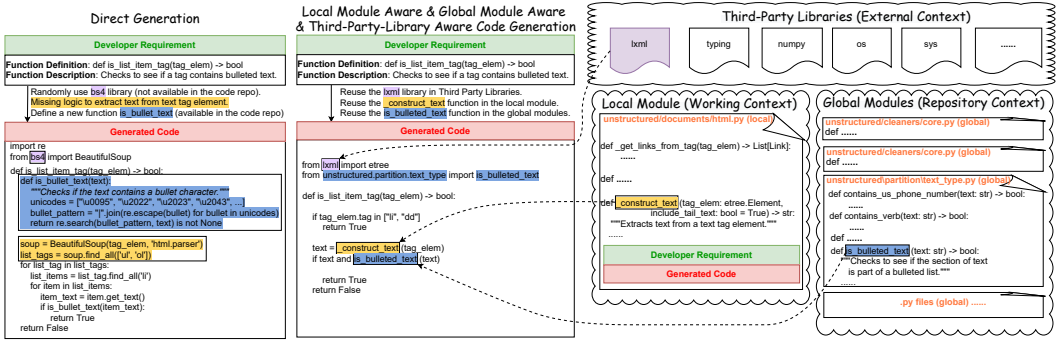 Direct Generation
Developer Requirement
Function Definition: def is_list_item_tag(tag_elem) -> bool
Function Description: Checks to see if a tag contains bulleted text.
Randomly use bs4 library (not available in the code repo).
Missing logic to extract text from text tag element.
Define a new function is_bullet_text (available in the code repo)
Generated Code
import re
from bs4 import BeautifulSoup
def is_list_item_tag(tag_elem) -> bool:
def is_bullet_text(text):
"""Checks if the text contains a bullet character."""
unicodes = ["\u0095", "\u2022", "\u2023", "\u2043", ...]
bullet_pattern = "|".join(re.escape(bullet) for bullet in unicodes)
return re.search(bullet_pattern, text) is not None
soup = BeautifulSoup(tag_elem, 'html.parser')
list_tags = soup.find_all(['ul', 'ol'])
for list_tag in list_tags:
list_items = list_tag.find_all('li')
for item in list_items:
item_text = item.get_text()
if is_bullet_text(item_text):
return True
return False
Local Module Aware & Global Module Aware
& Third-Party-Library Aware Code Generation
Developer Requirement
Function Definition: def is_list_item_tag(tag_elem) -> bool
Function Description: Checks to see if a tag contains bulleted text.
Reuse the lxml library in Third Party Libraries.
Reuse the _construct_text function in the local module.
Reuse the is_bulleted_text function in the global modules.
Generated Code
from lxml import etree
from unstructured.partition.text_type import is_bulleted_text
def is_list_item_tag(tag_elem) -> bool:
if tag_elem.tag in ["li", "dd"]
return True
text = _construct_text (tag_elem)
if text and is_bulleted_text (text)
return True
return False
Third-Party Libraries (External Context)
lxml
typing
numpy
os
sys
......
Local Module (Working Context)
unstructured/documents/html.py (local)
def _get_links_from_tag(tag_elem) -> List[Link]:
......
def ......
def _construct_text (tag_elem: etree.Element,
include_tail_text: bool = True) -> str:
"""Extracts text from a text tag element."""
......
Developer Requirement
Generated Code
Global Modules (Repository Context)
unstructured/cleaners/core.py (global)
def ......
unstructured/cleaners/core.py (global)
def ......
unstructured\partition\text_type.py (global)
def contains_us_phone_number(text: str) -> bool:
......
def contains_verb(text: str) -> bool:
......
def ......
def is_bulleted_text (text: str) -> bool:
"""Checks to see if the section of text
is part of a bulleted list."""
......
.py files (global) ......